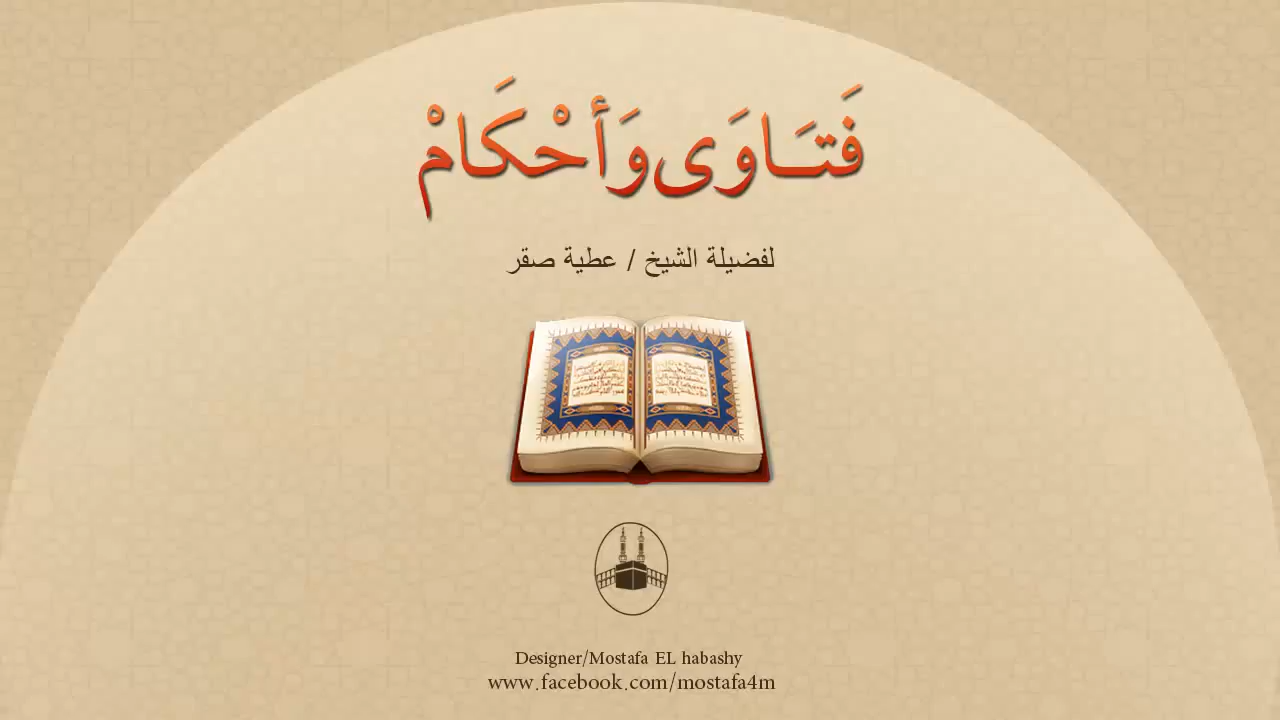 فَتَاوَى وَأَحْكَامْ
لفضيلة الشيخ / عطية صقر
Designer/Mostafa EL habashy
www.facebook.com/mostafa4m